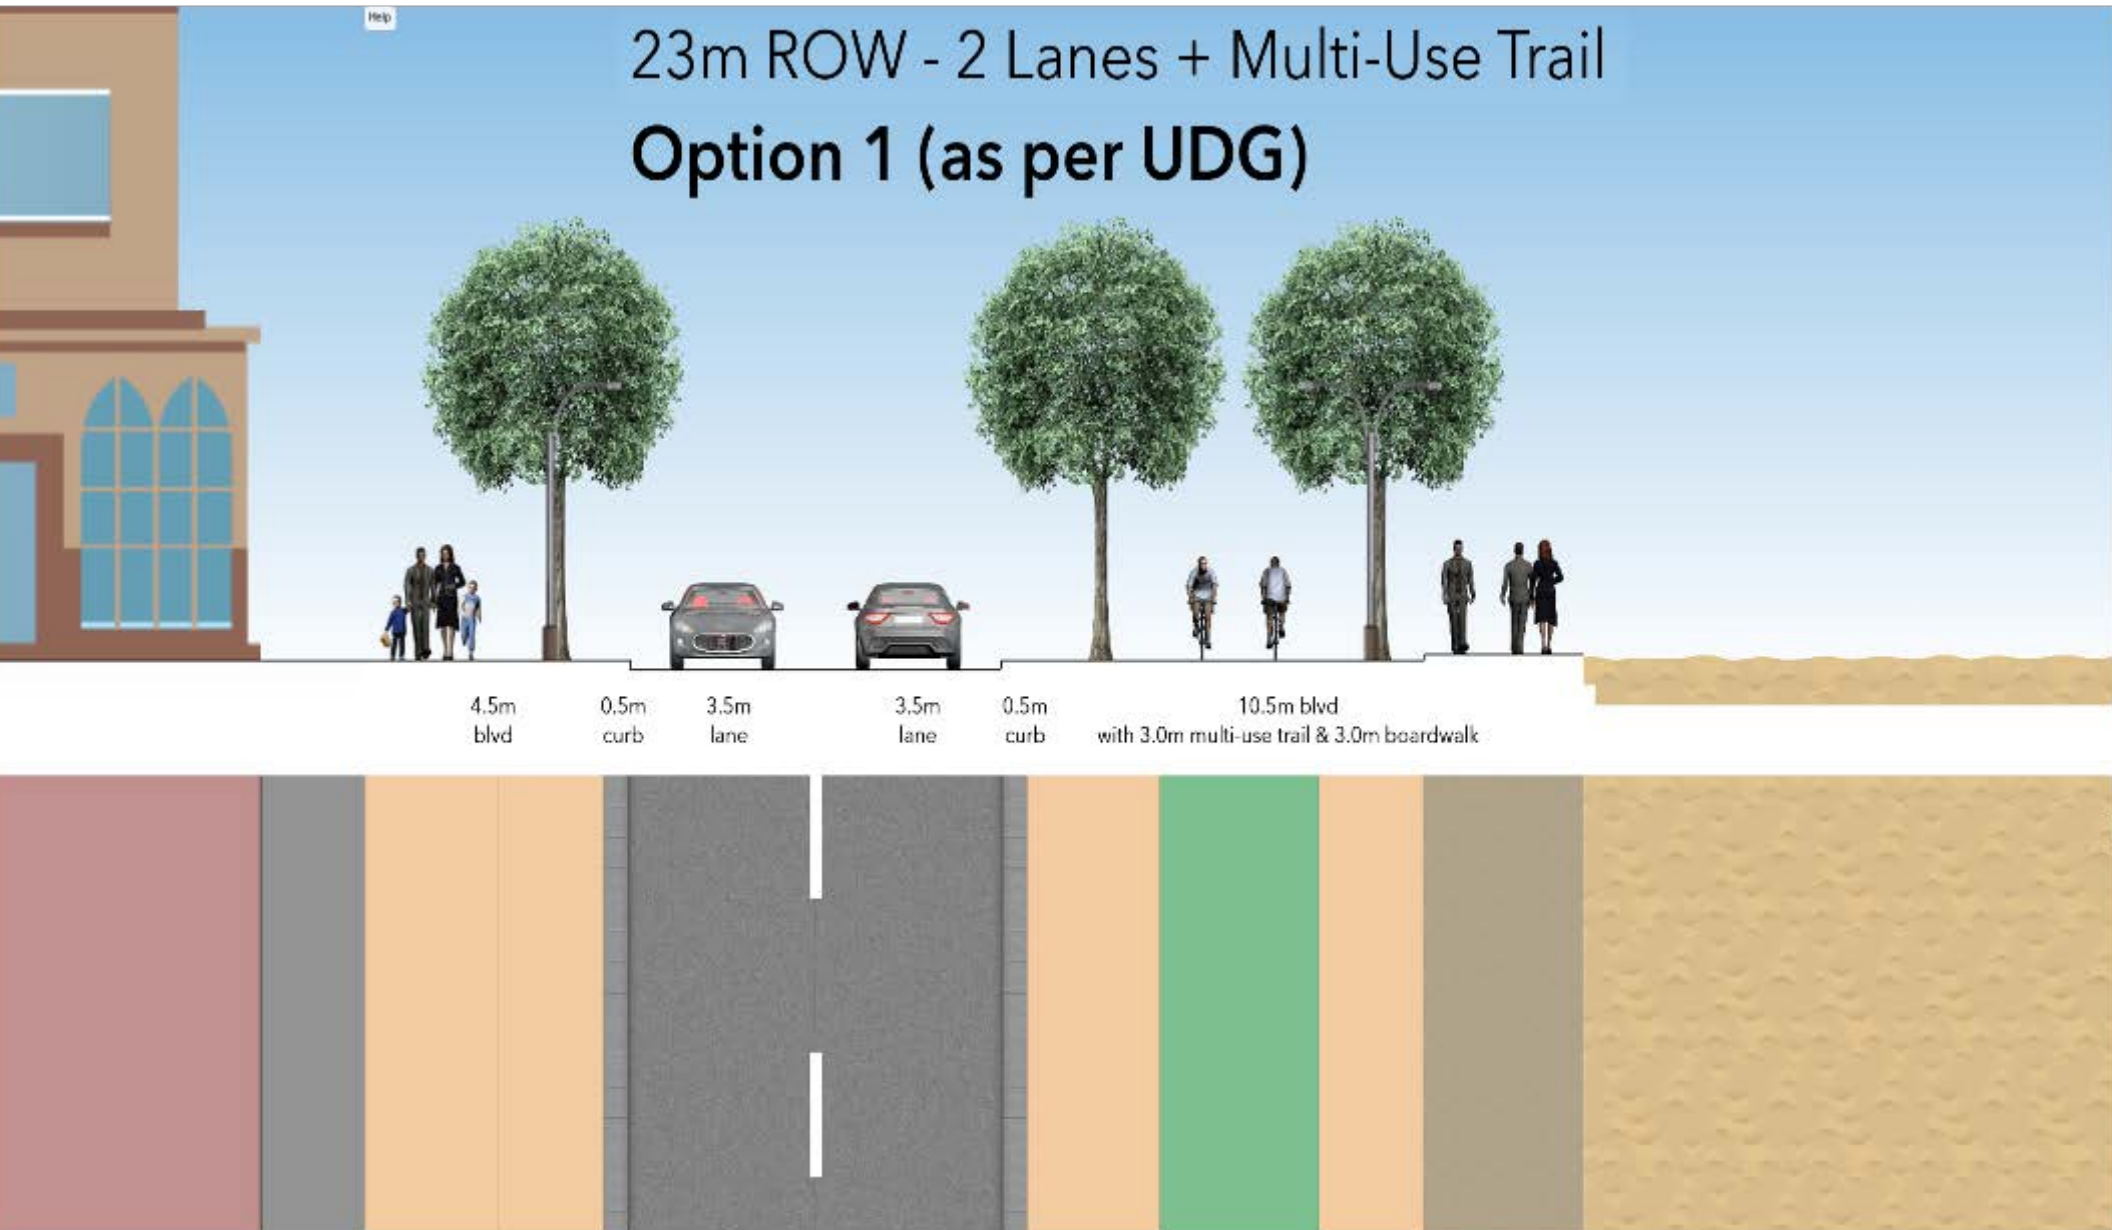 Help
23m ROW - 2 Lanes + Multi-Use Trail
Option 1 (as per UDG)
4.5m
blvd
0.5m
curb
3.5m
lane
3.5m
lane
0.5m
curb
10.5m blvd
with 3.0m multi-use trail & 3.0m boardwalk